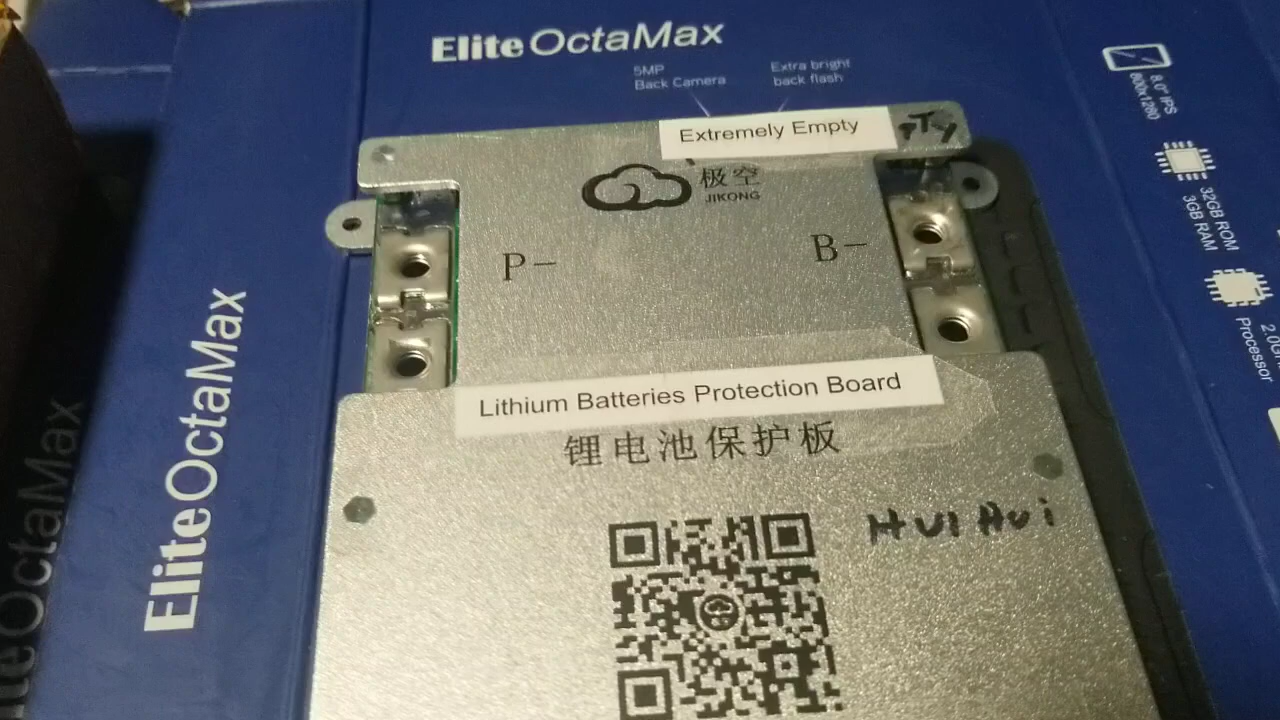 Elite OctaMax
5MP
Back Camera
Extra bright
back flash
8.0" IPS
800x1280
Extremely Empty
极空
JIKONG
32GB ROM
3GB RAM
P-
B-
Processor
Lithium Batteries Protection Board
锂电池保护板
HUI HUi
Elite OctaMax
OctaMax